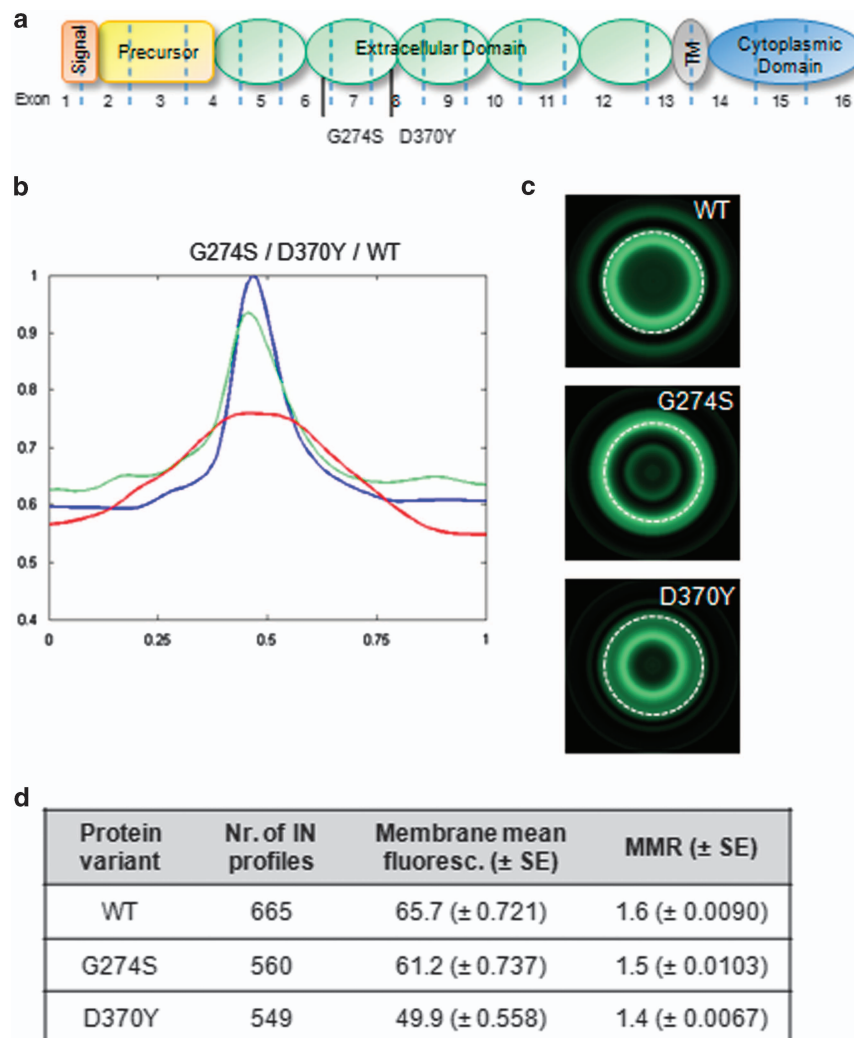 a
Signal Precursor Extracellular Domain TM Cytoplasmic
Domain
Exon 1 2 3 4 5 6 7 8 9 10 11 12 13 14 15 16
G274S D370Y
b
G274S / D370Y / WT
1
0.9
0.8
0.7
0.6
0.5
0.4
0 0.25 0.5 0.75 1
c
WT
G274S
D370Y
d
Protein variant Nr. of IN profiles Membrane mean fluoresc. (± SE) MMR (± SE)
WT 665 65.7 (± 0.721) 1.6 (± 0.0090)
G274S 560 61.2 (± 0.737) 1.5 (± 0.0103)
D370Y 549 49.9 (± 0.558) 1.4 (± 0.0067)